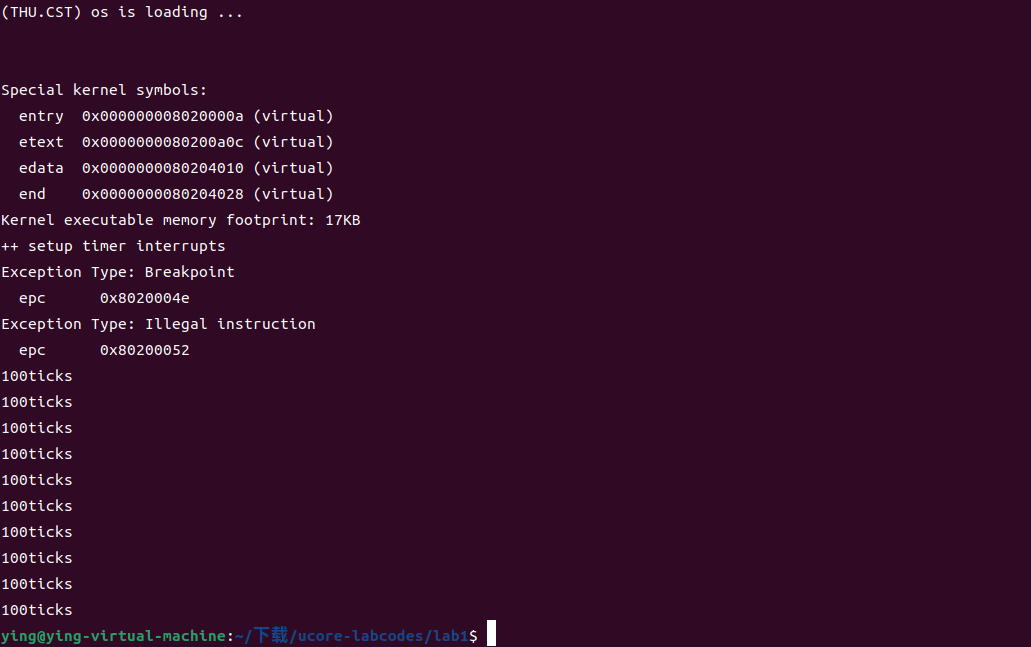 (THU.CST) os is loading ...
Special kernel symbols:
  entry  0x000000008020000a (virtual)
  etext  0x0000000080200a0c (virtual)
  edata  0x0000000080204010 (virtual)
  end    0x0000000080204028 (virtual)
Kernel executable memory footprint: 17KB
++ setup timer interrupts
Exception Type: Breakpoint
  epc      0x8020004e
Exception Type: Illegal instruction
  epc      0x80200052
100ticks
100ticks
100ticks
100ticks
100ticks
100ticks
100ticks
100ticks
100ticks
100ticks
ying@ying-virtual-machine:~/下载/ucore-labcodes/lab1$